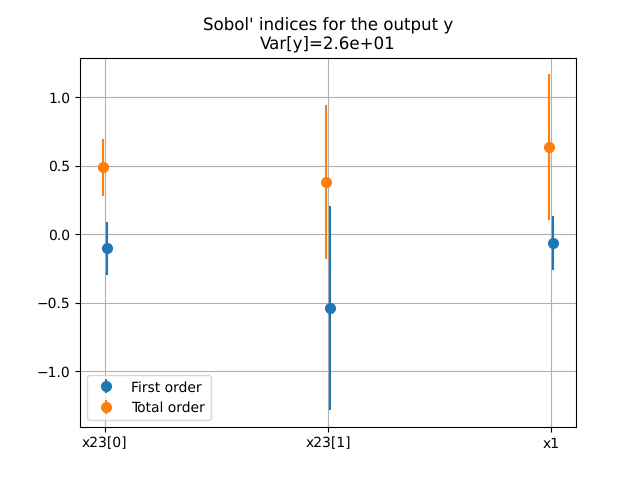 Sobol' indices for the output y
Var[y]=2.6e+01
1.0
0.5
0.0
−0.5
−1.0
First order
Total order
x23[0]
x23[1]
x1